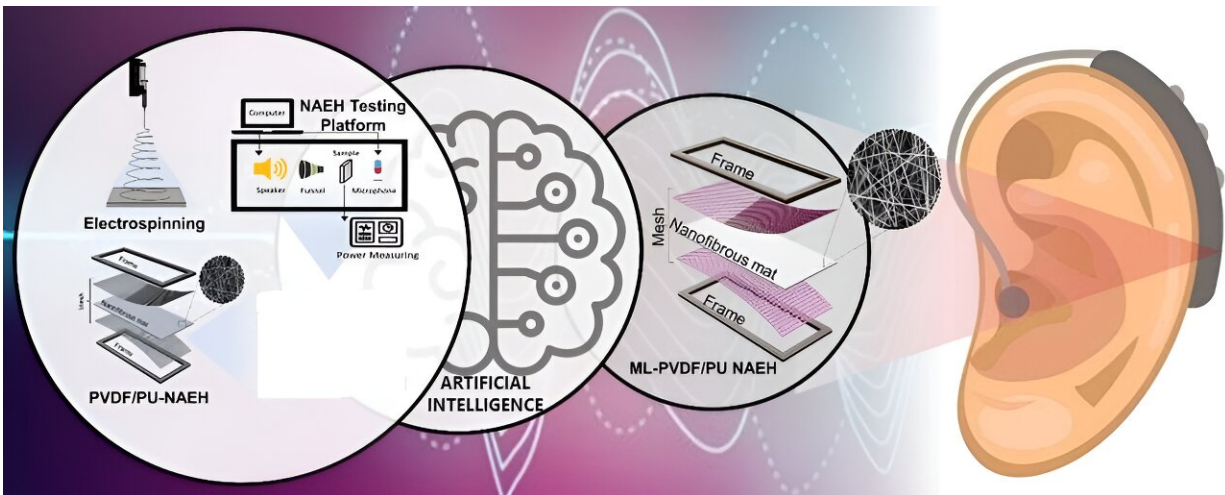 NAEH Testing
Platform
Computer
Sample
Speaker
Funnel
Microphone
Electrospinning
Power Measuring
Frame
Mesh
Nanofibrous mat
Frame
PVDF/PU-NAEH
ARTIFICIAL
INTELLIGENCE
Frame
Mesh
Nanofibrous mat
Frame
ML-PVDF/PU NAEH